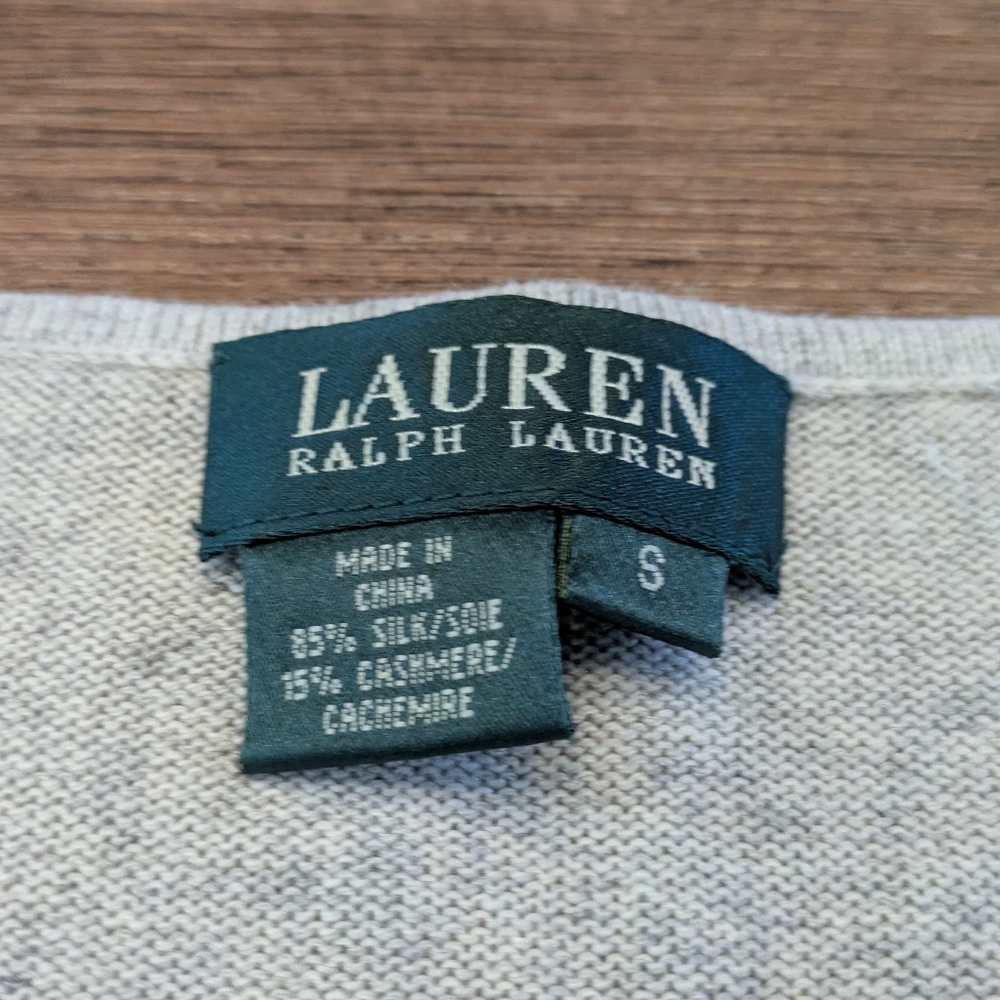 LAUREN
RALPH LAUREN
MADE IN
CHINA
85% SILK/SOIE
15% CASHMERE/
CACHEMIRE
S